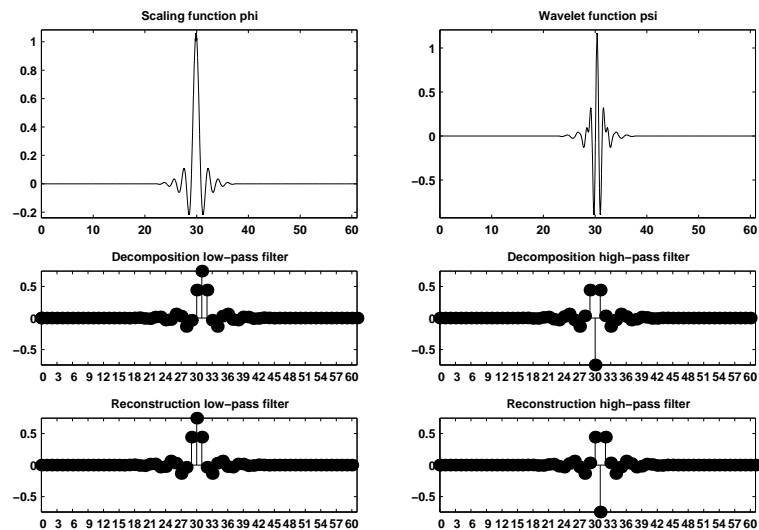 Scaling function phi
1
0.8
0.6
0.4
0.2
0
−0.2
0 10 20 30 40 50 60
Wavelet function psi
1
0.5
0
−0.5
0 10 20 30 40 50 60
Decomposition low−pass filter
0.5
0
−0.5
0 3 6 9 12 15 18 21 24 27 30 33 36 39 42 45 48 51 54 57 60
Decomposition high−pass filter
0.5
0
−0.5
0 3 6 9 12 15 18 21 24 27 30 33 36 39 42 45 48 51 54 57 60
Reconstruction low−pass filter
0.5
0
−0.5
0 3 6 9 12 15 18 21 24 27 30 33 36 39 42 45 48 51 54 57 60
Reconstruction high−pass filter
0.5
0
−0.5
0 3 6 9 12 15 18 21 24 27 30 33 36 39 42 45 48 51 54 57 60